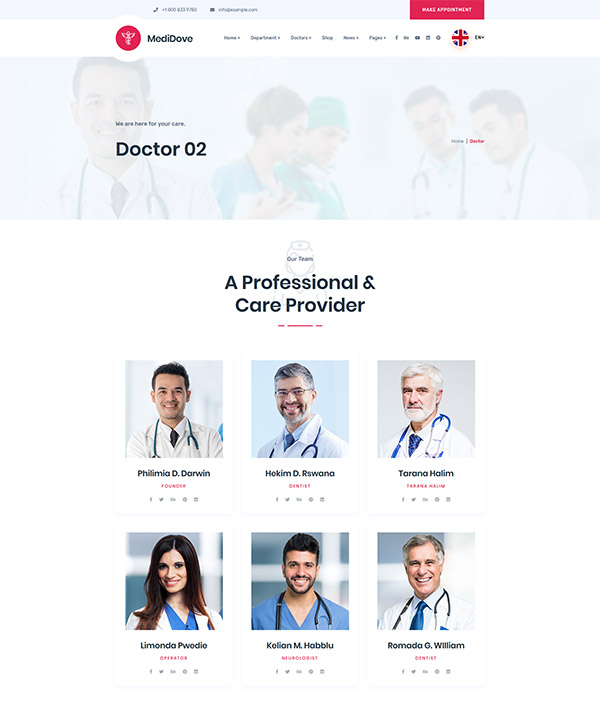 +1 800 833 9780
info@example.com
MAKE APPOINTMENT
MediDove
Home +
Department +
Doctors +
Shop
News +
Pages +
EN
We are here for your care.
Doctor 02
Home | Doctor
Our Team
A Professional &
Care Provider
Philimia D. Darwin
Hekim D. Rswana
Tarana Halim
FOUNDER
DENTIST
TARANA HALIM
Limonda Pwedie
Kelian M. Habblu
Romada G. WIlliam
OPERATOR
NEUROLOGIST
DENTIST